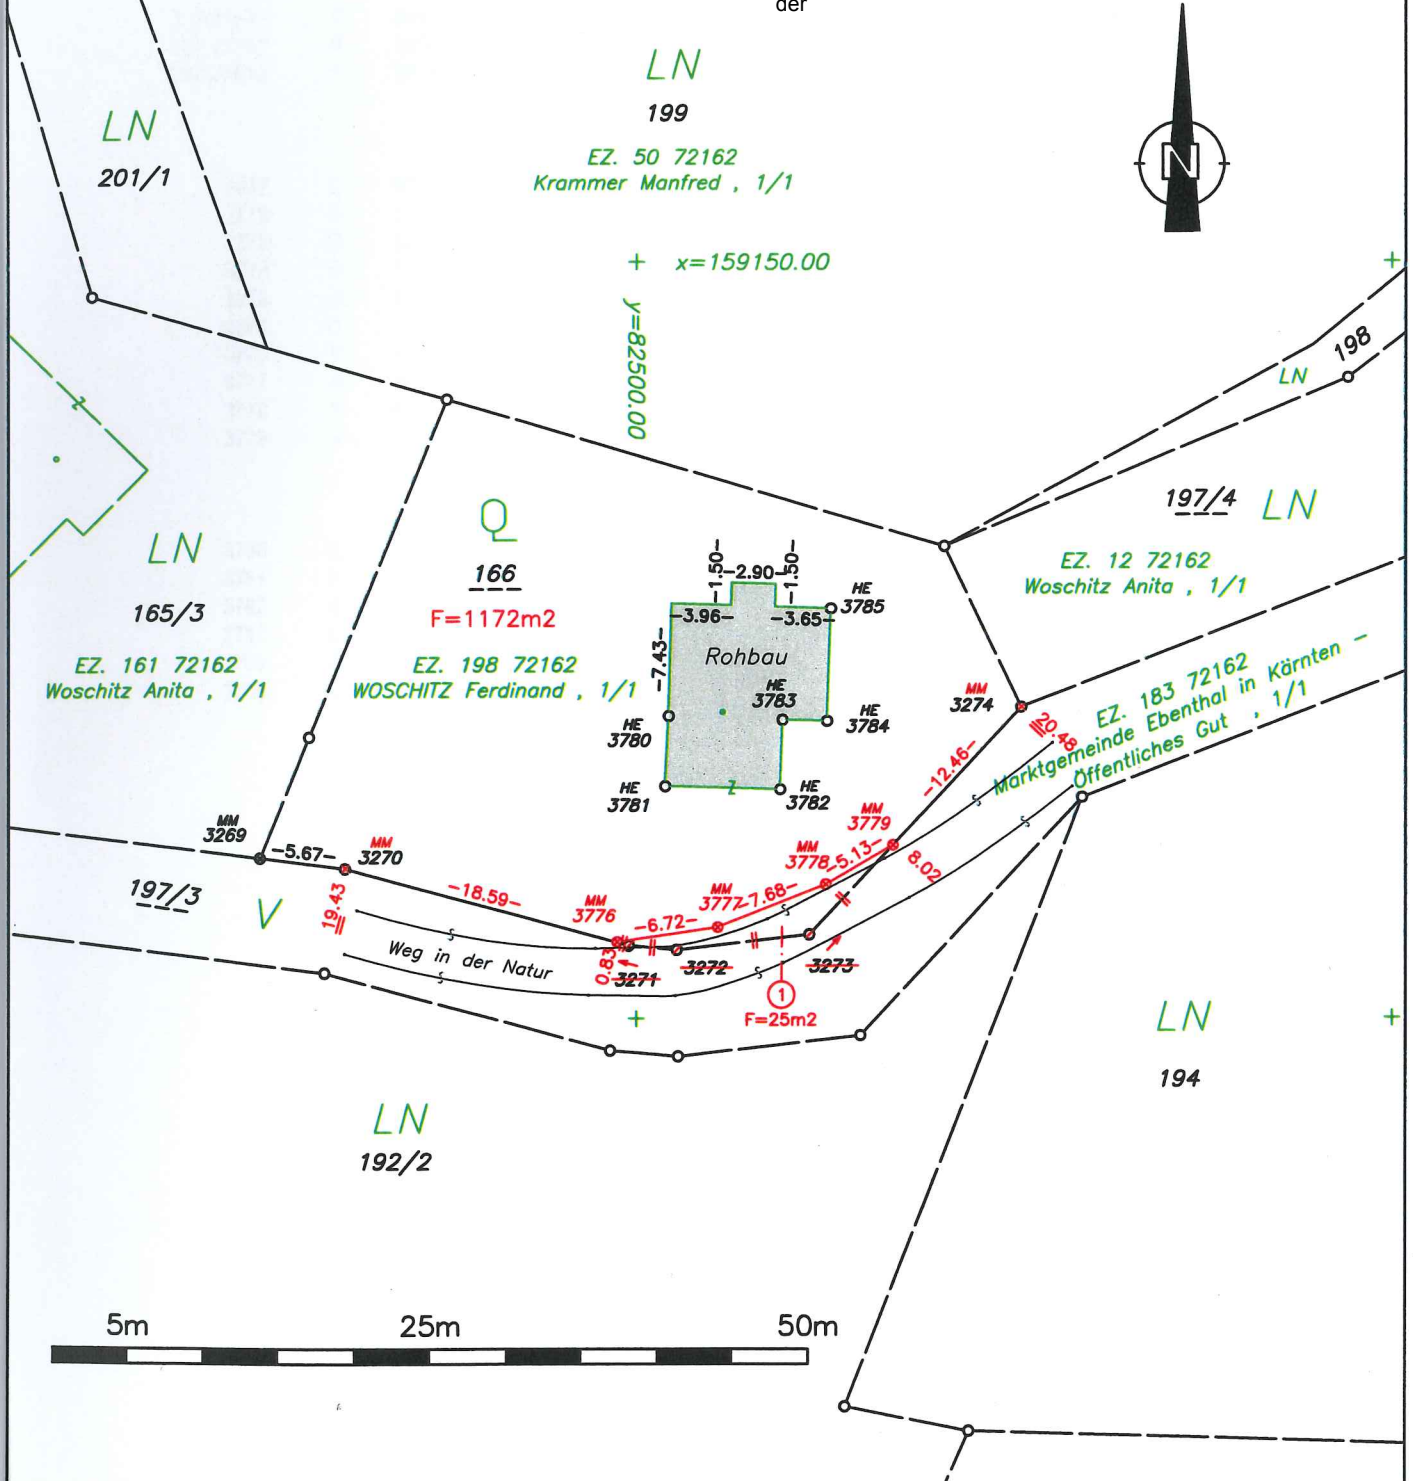 der
LN
199
EZ. 50 72162
Krammer Manfred , 1/1
N
LN
201/1
x=159150.00
y=82500.00
198
LN
197/4 LN
EZ. 12 72162
Woschitz Anita , 1/1
Q
166
F=1172m2
EZ. 198 72162
WOSCHITZ Ferdinand , 1/1
LN
165/3
EZ. 161 72162
Woschitz Anita , 1/1
-1.50-
-2.90-
-1.50-
HE
3785
-3.96-
-3.65-
-7.43-
Rohbau
HE
3783
HE
3784
HE
3780
HE
3781
HE
3782
MM
3274
20.48
EZ. 183 72162
Marktgemeinde Ebenthal in Kärnten -
Öffentliches Gut , 1/1
-12.46-
MM
3779
MM
3778
-5.13-
8.02
MM
3269
-5.67-
MM
3270
-18.59-
MM
3776
-6.72-
MM
3777
-7.68-
197/3
V
19.43
Weg in der Natur
0.83
3271
3272
3273
1
F=25m2
LN
194
LN
192/2
5m 25m 50m